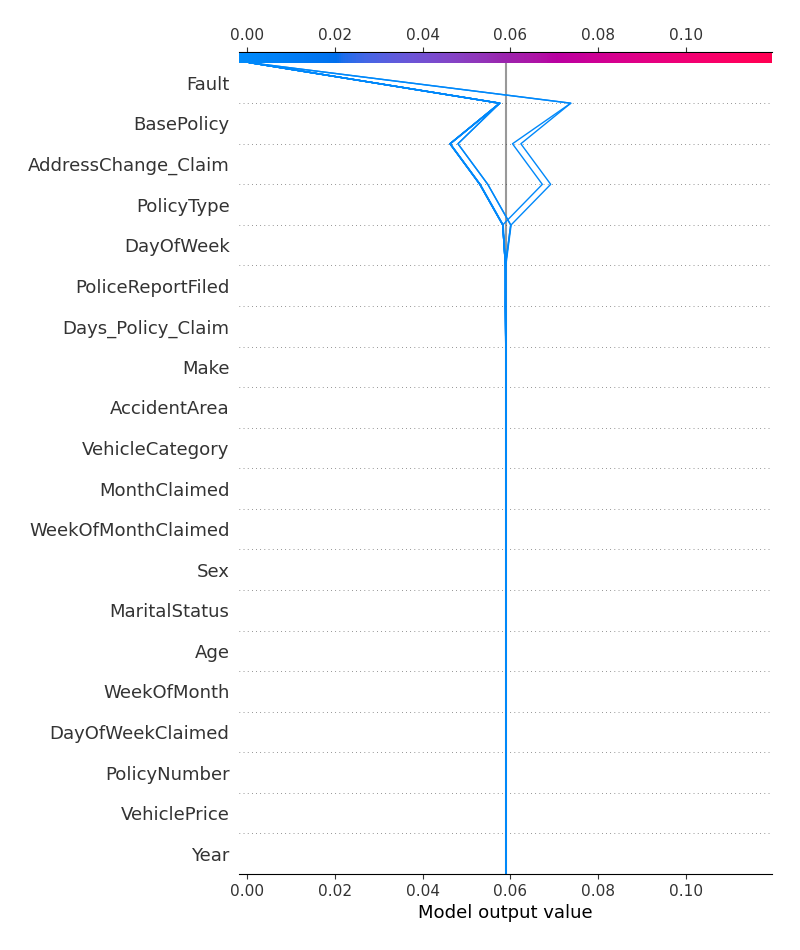 0.00 0.02 0.04 0.06 0.08 0.10
Fault
BasePolicy
AddressChange_Claim
PolicyType
DayOfWeek
PoliceReportFiled
Days_Policy_Claim
Make
AccidentArea
VehicleCategory
MonthClaimed
WeekOfMonthClaimed
Sex
MaritalStatus
Age
WeekOfMonth
DayOfWeekClaimed
PolicyNumber
VehiclePrice
Year
0.00 0.02 0.04 0.06 0.08 0.10
Model output value